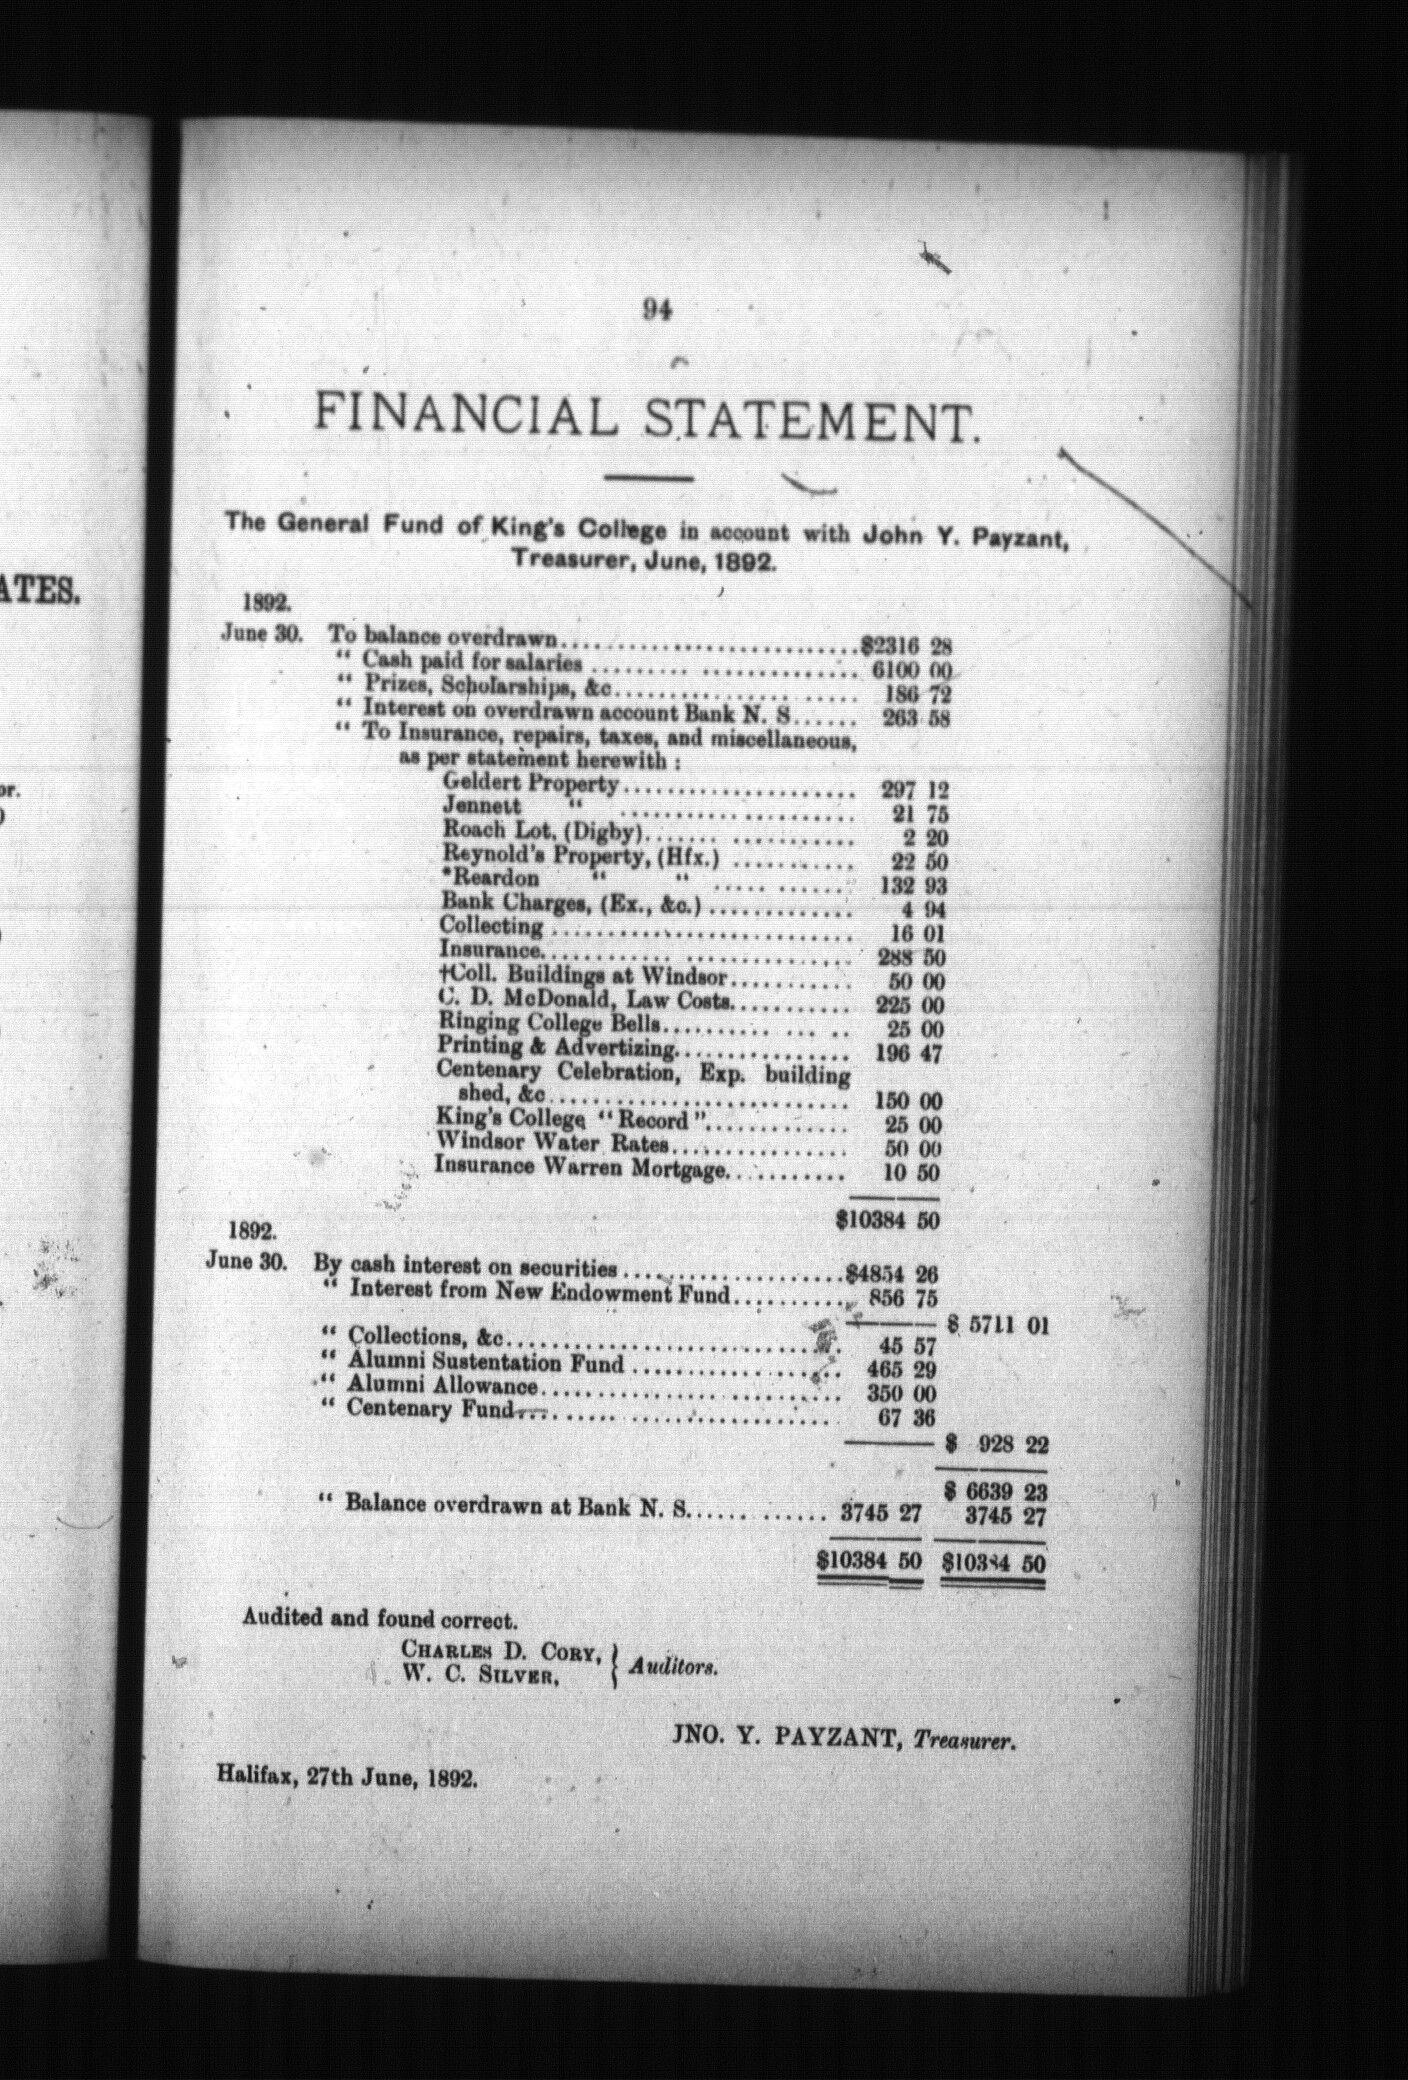 ATES.
or.
94
FINANCIAL STATEMENT.
The General Fund of King's College in account with John Y. Payzant,
Treasurer, June, 1892.
1892.
June 30. To balance overdrawn............................$2316 28
“ Cash paid for salaries ......................... 6100 00
“ Prizes, Scholarships, &c...................... 186 72
“ Interest on overdrawn account Bank N. S...... 263 58
“ To Insurance, repairs, taxes, and miscellaneous,
as per statement herewith :
Geldert Property..................... 297 12
Jennett “ ..................... 21 75
Roach Lot, (Digby).................. 2 20
Reynold's Property, (Hfx.) ........... 22 50
*Reardon “ “ ........... 132 93
Bank Charges, (Ex., &c.) ............. 4 94
Collecting ............................ 16 01
Insurance............................ 288 50
†Coll. Buildings at Windsor........... 50 00
C. D. McDonald, Law Costs........... 225 00
Ringing College Bells............... 25 00
Printing & Advertizing................ 196 47
Centenary Celebration, Exp. building
shed, &c........................... 150 00
King's College “Record”............. 25 00
Windsor Water Rates................ 50 00
Insurance Warren Mortgage........... 10 50
$10384 50
1892.
June 30. By cash interest on securities.....................$4854 26
“ Interest from New Endowment Fund.......... 856 75
$ 5711 01
“ Collections, &c............................... 45 57
“ Alumni Sustentation Fund .................... 465 29
“ Alumni Allowance............................ 350 00
“ Centenary Fund.............................. 67 36
$ 928 22
$ 6639 23
“ Balance overdrawn at Bank N. S............ 3745 27 3745 27
$10384 50 $10384 50
Audited and found correct.
CHARLES D. CORY, } Auditors.
W. C. SILVER,
JNO. Y. PAYZANT, Treasurer.
Halifax, 27th June, 1892.